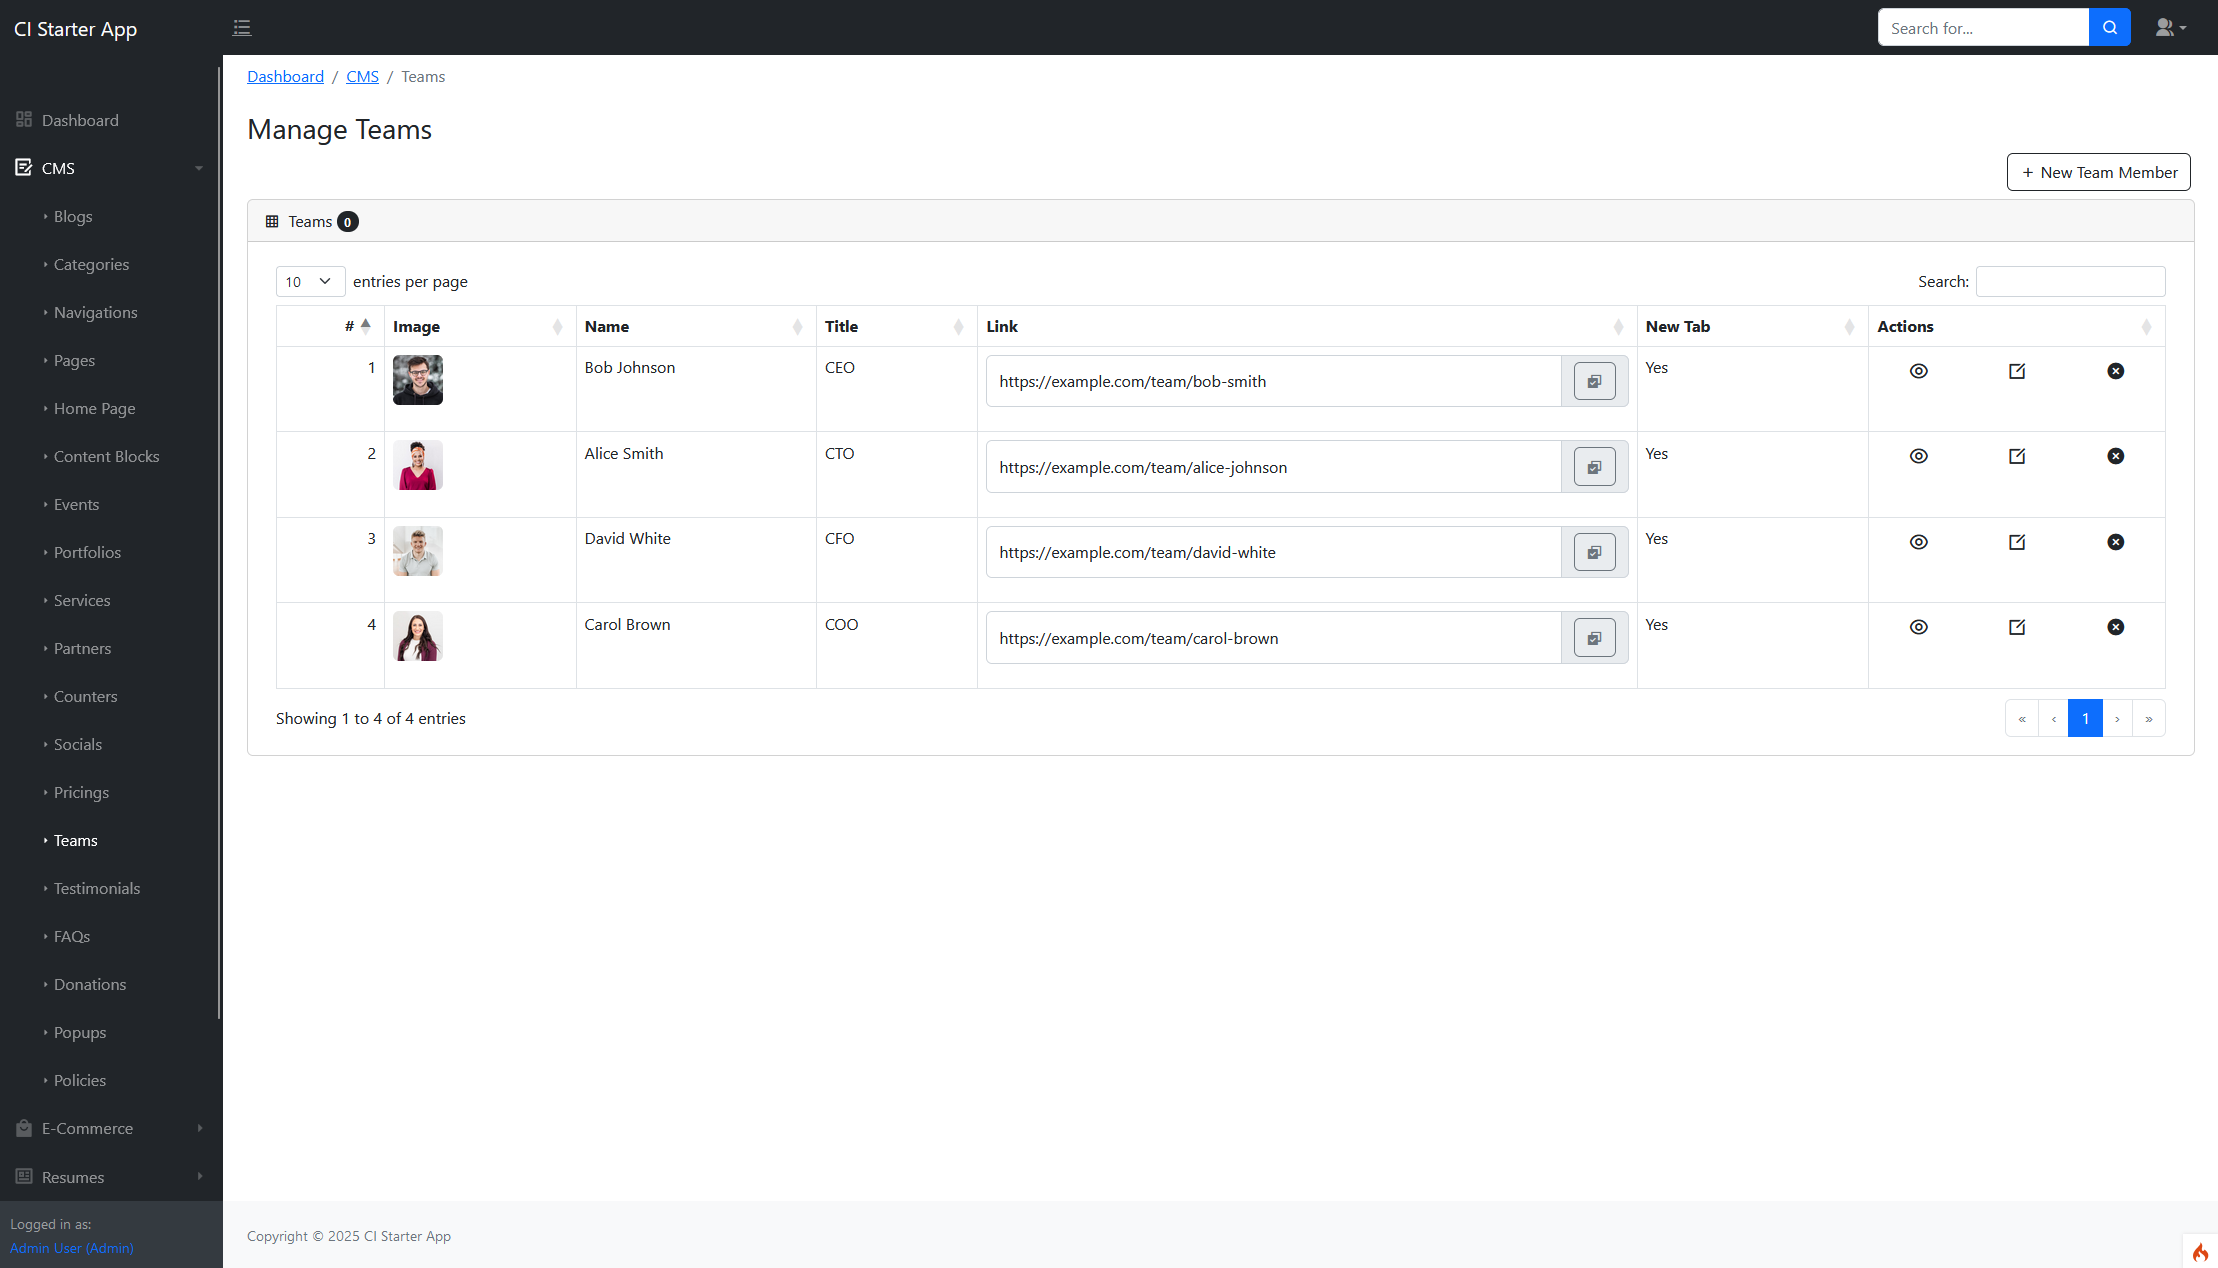 CI Starter App
Search for...
Dashboard
CMS
Blogs
Categories
Navigations
Pages
Home Page
Content Blocks
Events
Portfolios
Services
Partners
Counters
Socials
Pricings
Teams
Testimonials
FAQs
Donations
Popups
Policies
E-Commerce
Resumes
Logged in as:
Admin User (Admin)
Dashboard / CMS / Teams
Manage Teams
+ New Team Member
Teams 0
10 entries per page
Search:
# Image Name Title Link New Tab Actions
1 Bob Johnson CEO https://example.com/team/bob-smith Yes
2 Alice Smith CTO https://example.com/team/alice-johnson Yes
3 David White CFO https://example.com/team/david-white Yes
4 Carol Brown COO https://example.com/team/carol-brown Yes
Showing 1 to 4 of 4 entries
« ‹ 1 › »
Copyright © 2025 CI Starter App